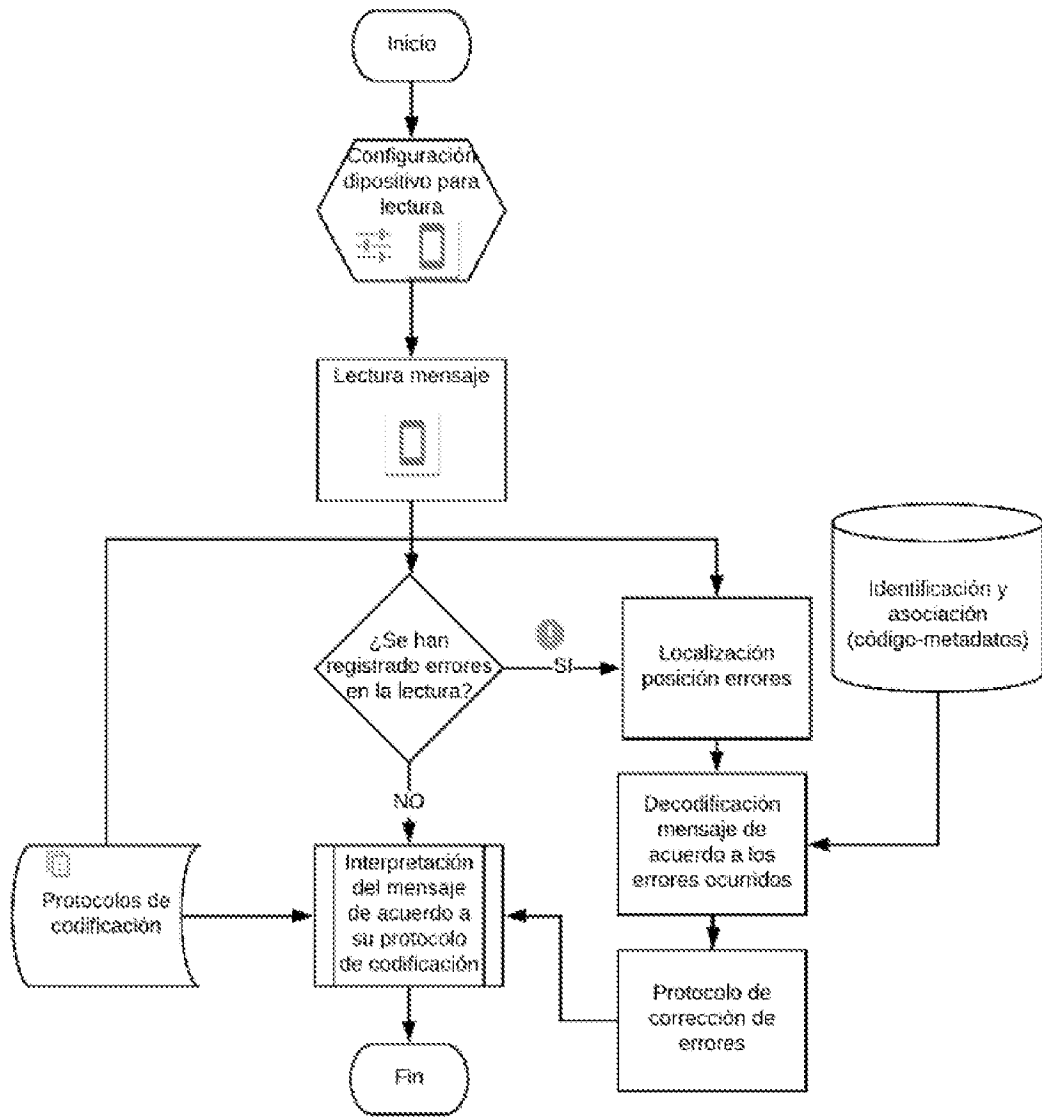 Inicio
Configuración
dipositivo para
lectura
Lectura mensaje
¿Se han
registrado errores
en la lectura?
SI
Localización
posición errores
Identificación y
asociación
(código-metadatos)
NO
Decodificación
mensaje de
acuerdo a los
errores ocurridos
Protocolos de
codificación
Interpretación
del mensaje
de acuerdo a
su protocolo
de codificación
Protocolo de
corrección de
errores
Fin